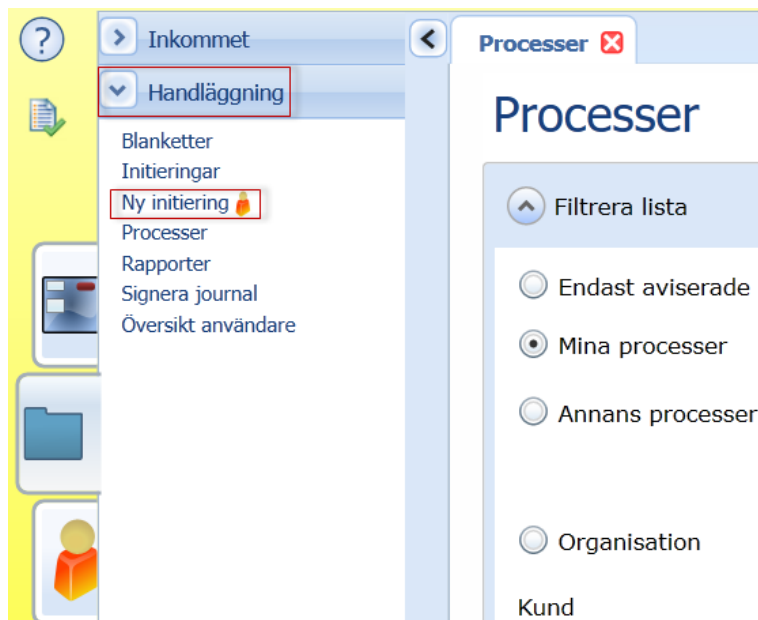 ?
Inkommet
Handläggning
Blanketter
Initieringar
Ny initiering
Processer
Rapporter
Signera journal
Översikt användare
Processer
Processer
Filtrera lista
Endast aviserade
Mina processer
Annans processer
Organisation
Kund